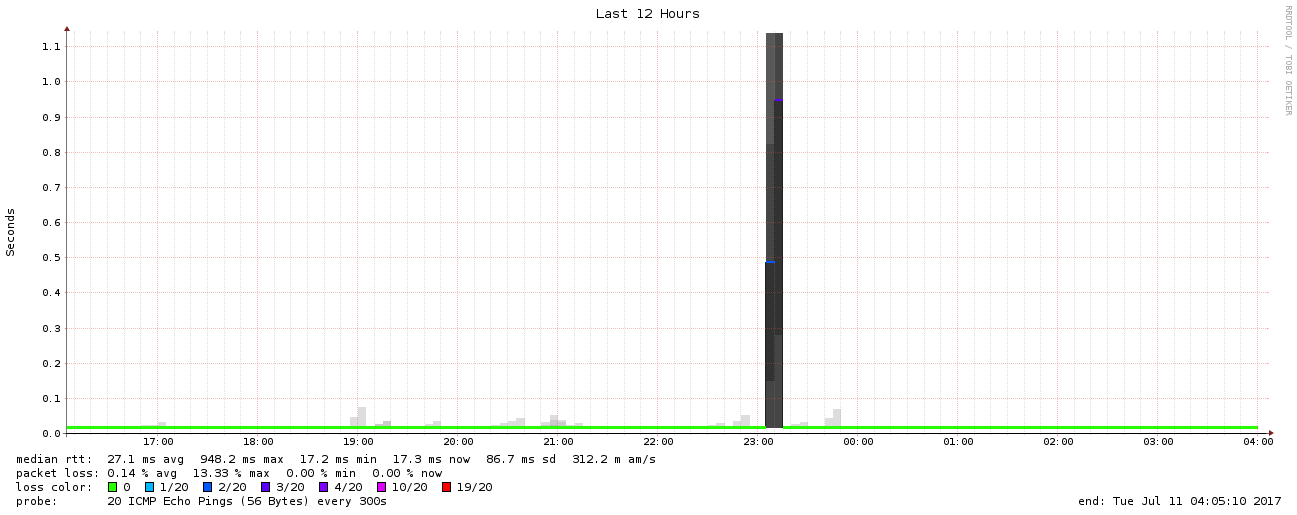 Last 12 Hours
RRDTOOL / TOBI OETIKER
Seconds
1.1
1.0
0.9
0.8
0.7
0.6
0.5
0.4
0.3
0.2
0.1
0.0
17:00 18:00 19:00 20:00 21:00 22:00 23:00 00:00 01:00 02:00 03:00 04:00
median rtt: 27.1 ms avg 948.2 ms max 17.2 ms min 17.3 ms now 86.7 ms sd 312.2 m am/s
packet loss: 0.14 % avg 13.33 % max 0.00 % min 0.00 % now
loss color: 0 1/20 2/20 3/20 4/20 10/20 19/20
probe: 20 ICMP Echo Pings (56 Bytes) every 300s end: Tue Jul 11 04:05:10 2017